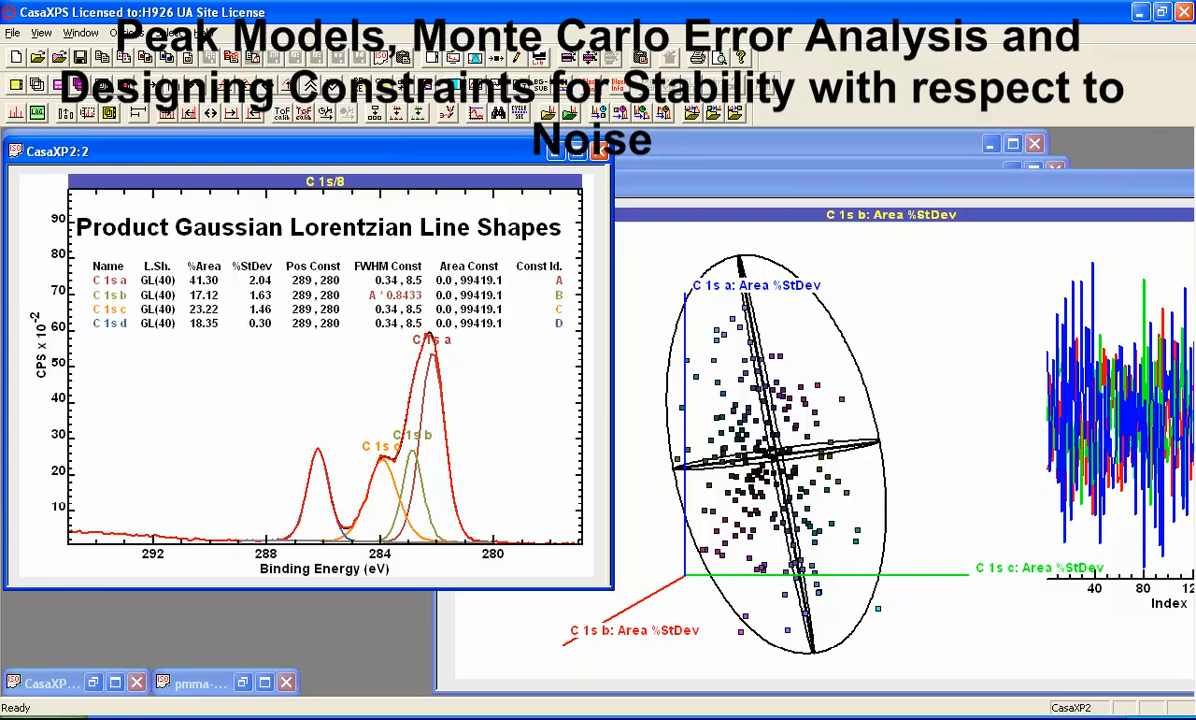 CasaXPS Licensed to:H926 UA Site License
File View Window Help
Peak Models, Monte Carlo Error Analysis and
Designing Constraints for Stability with respect to
Noise
CasaXP2:2
C 1s/8
Product Gaussian Lorentzian Line Shapes
Name L.Sh. %Area %StDev Pos Const FWHM Const Area Const Const Id.
C 1s a GL(40) 41.30 2.04 289 , 280 0.34 , 8.5 0.0 , 99419.1 A
C 1s b GL(40) 17.12 1.63 289 , 280 A * 0.8433 0.0 , 99419.1 B
C 1s c GL(40) 23.22 1.46 289 , 280 0.34 , 8.5 0.0 , 99419.1 C
C 1s d GL(40) 18.35 0.30 289 , 280 0.34 , 8.5 0.0 , 99419.1 D
CPS x 10 -2
90
80
70
60
50
40
30
20
10
C 1s a
C 1s b
C 1s c
292 288 284 280
Binding Energy (eV)
C 1s b: Area %StDev
C 1s a: Area %StDev
C 1s c: Area %StDev
C 1s b: Area %StDev
40 80 120
Index
CasaXP...
pmma-...
Ready
CasaXP2